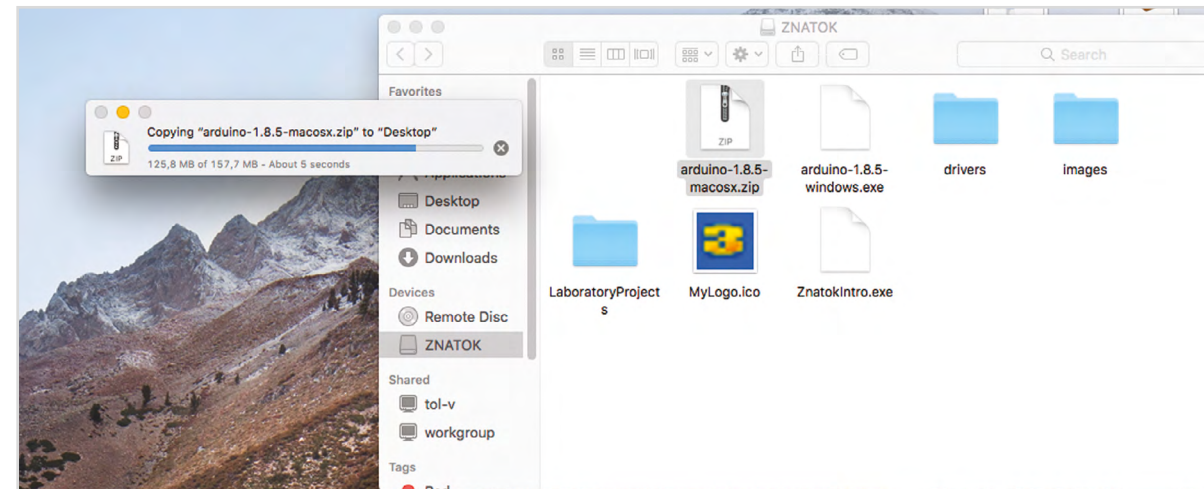 ZNATOK
Search
Favorites
Copying “arduino-1.8.5-macosx.zip” to “Desktop”
ZIP
125,8 MB of 157,7 MB - About 5 seconds
Applications
Desktop
Documents
Downloads
Devices
Remote Disc
ZNATOK
Shared
tol-v
workgroup
Tags
Red
ZIP
arduino-1.8.5-
macosx.zip
arduino-1.8.5-
windows.exe
drivers
images
LaboratoryProject
s
MyLogo.ico
ZnatokIntro.exe